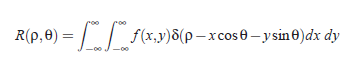 R(ρ,θ) = ∫_{-∞}^{∞} ∫_{-∞}^{∞} f(x,y)δ(ρ – x cos θ – y sin θ)dx dy